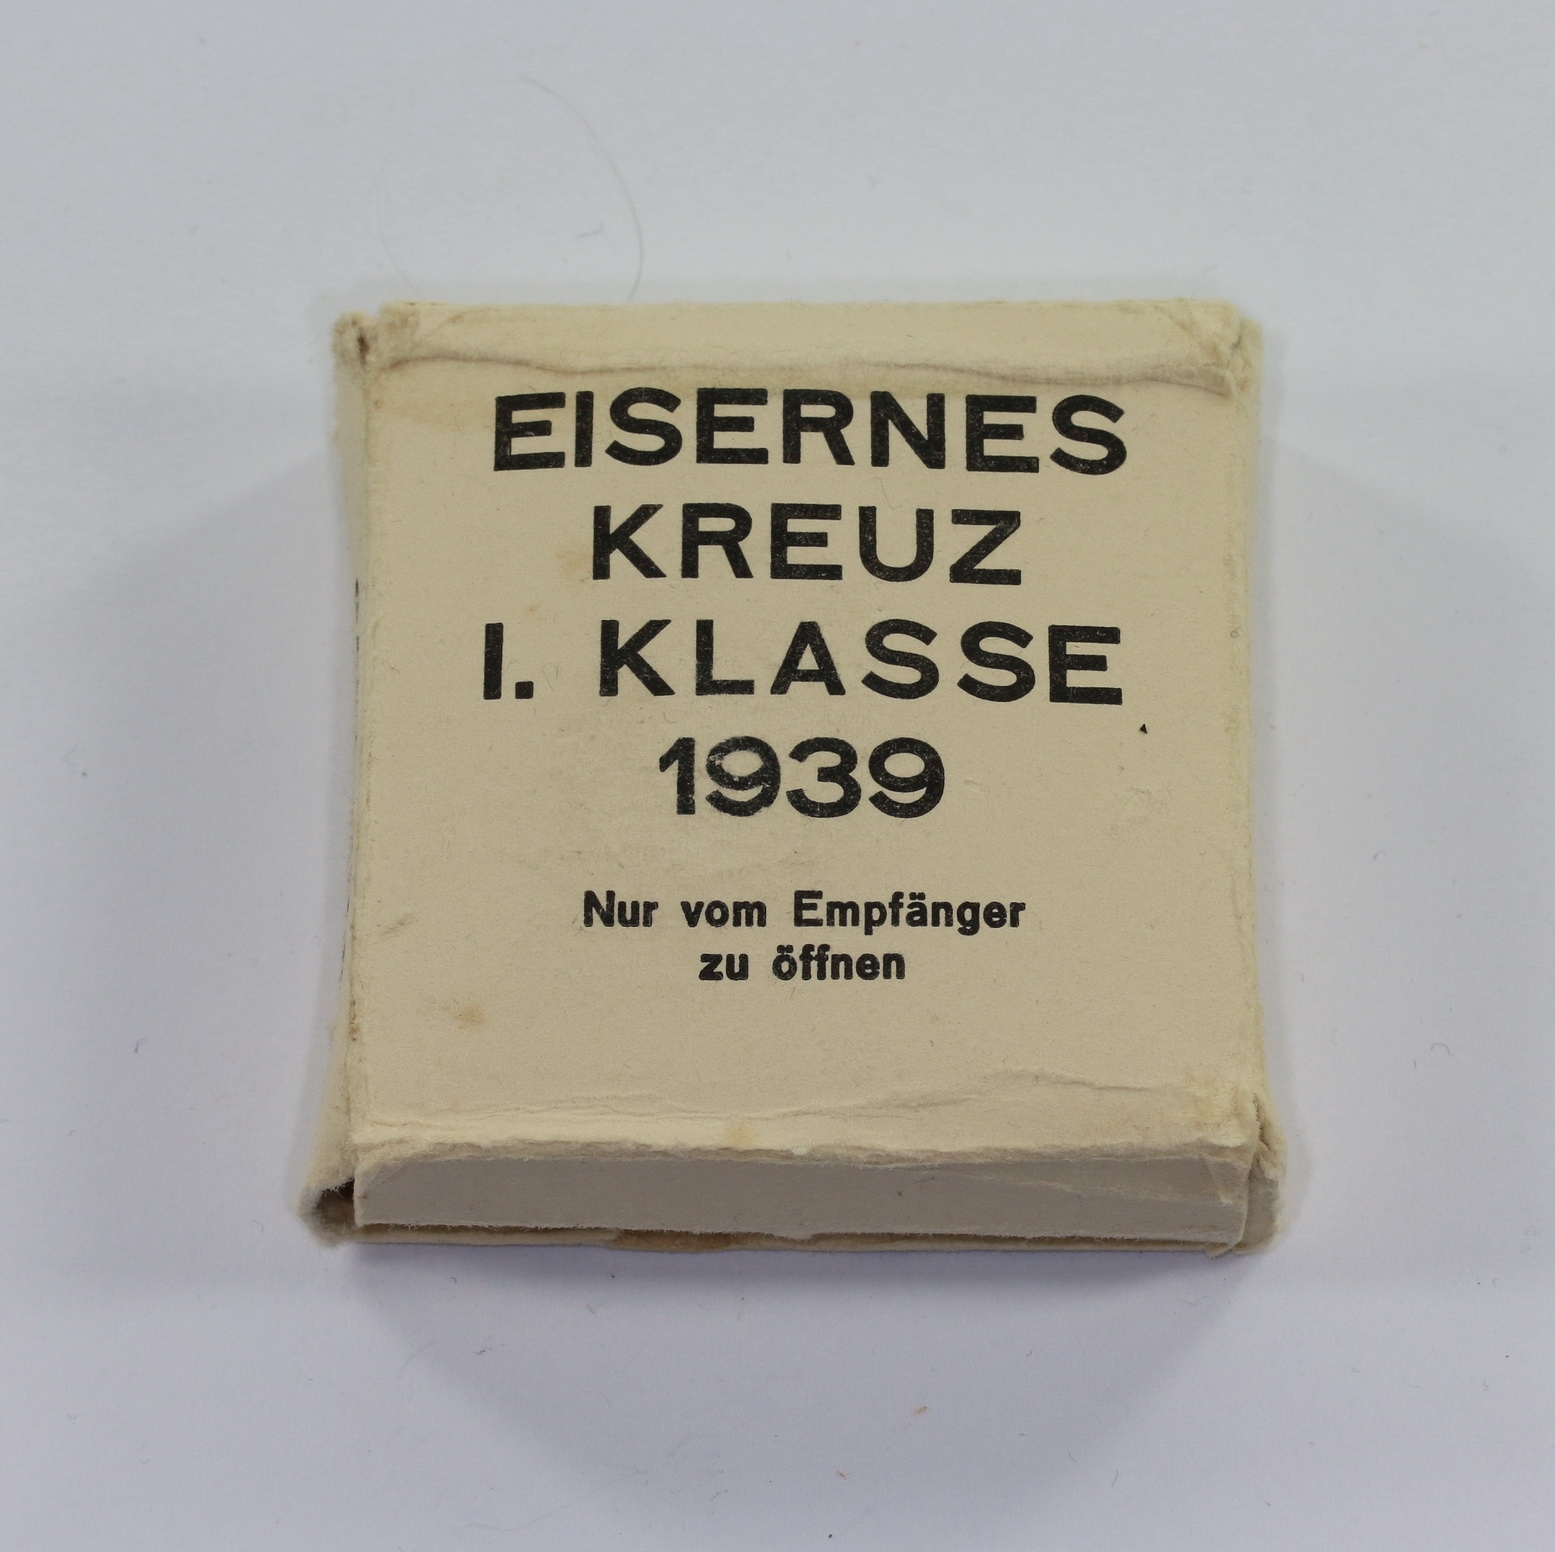 EISERNES
KREUZ
I. KLASSE
1939
Nur vom Empfänger
zu öffnen